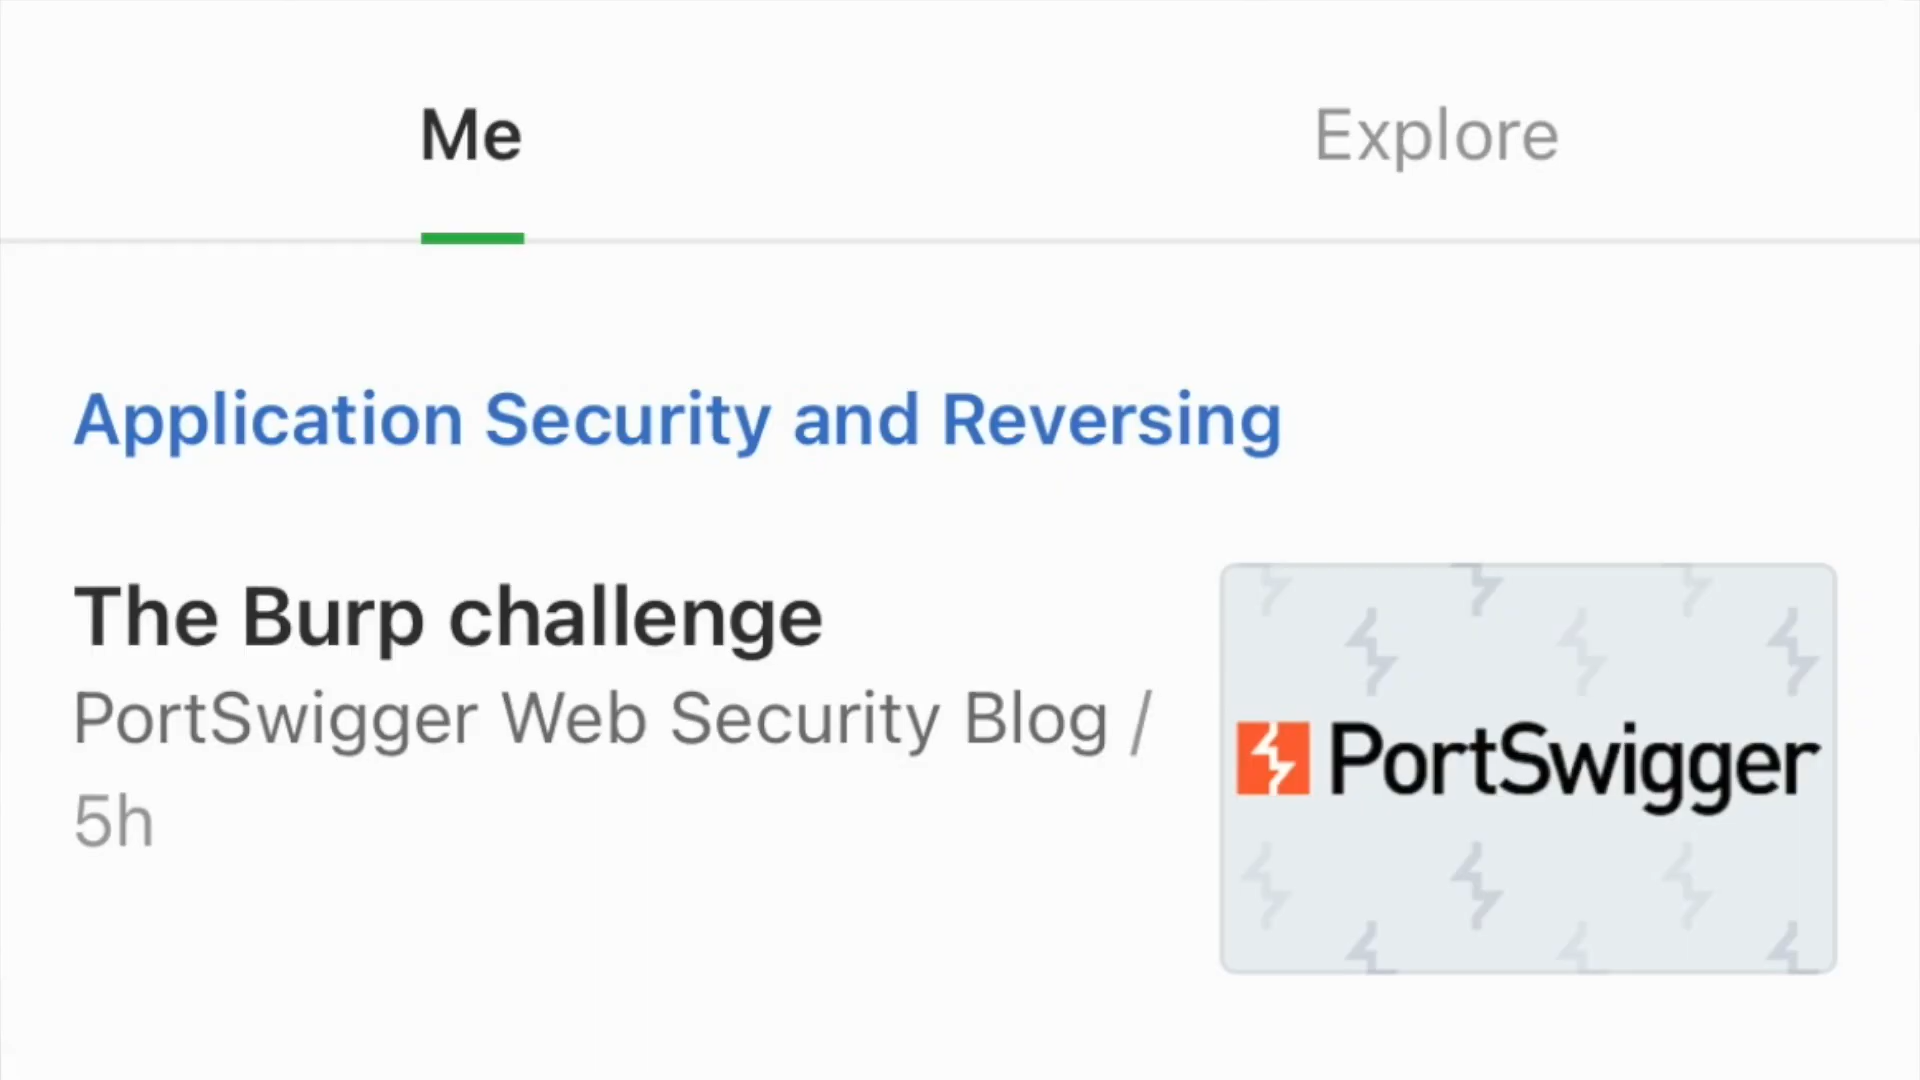 Me
Explore
Application Security and Reversing
The Burp challenge
PortSwigger Web Security Blog /
5h
PortSwigger